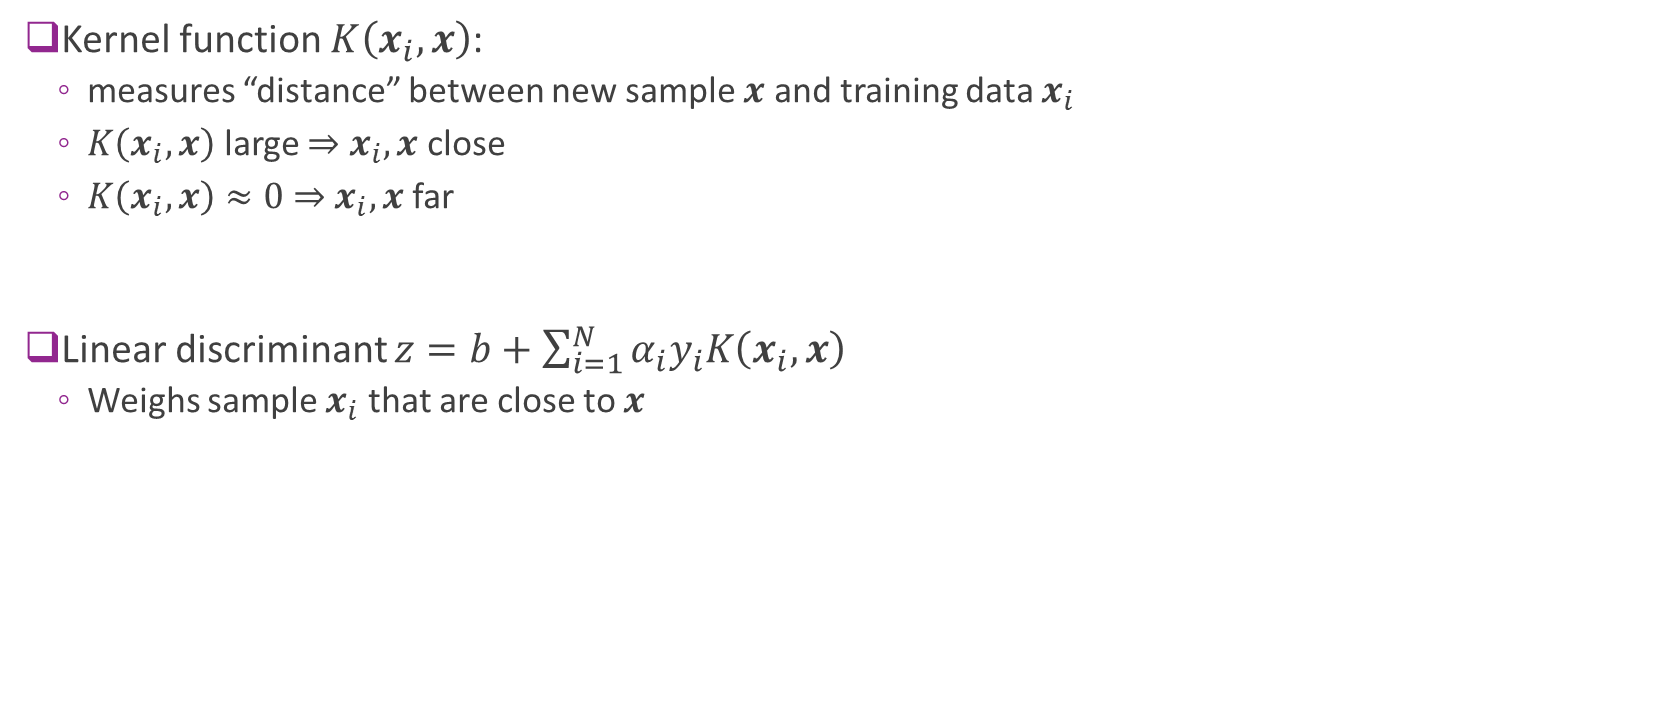 ❑Kernel function K(xᵢ, x):
◦ measures “distance” between new sample x and training data xᵢ
◦ K(xᵢ, x) large ⇒ xᵢ, x close
◦ K(xᵢ, x) ≈ 0 ⇒ xᵢ, x far
❑Linear discriminant z = b + ∑ᵢ₌₁ᴺ αᵢyᵢK(xᵢ, x)
◦ Weighs sample xᵢ that are close to x